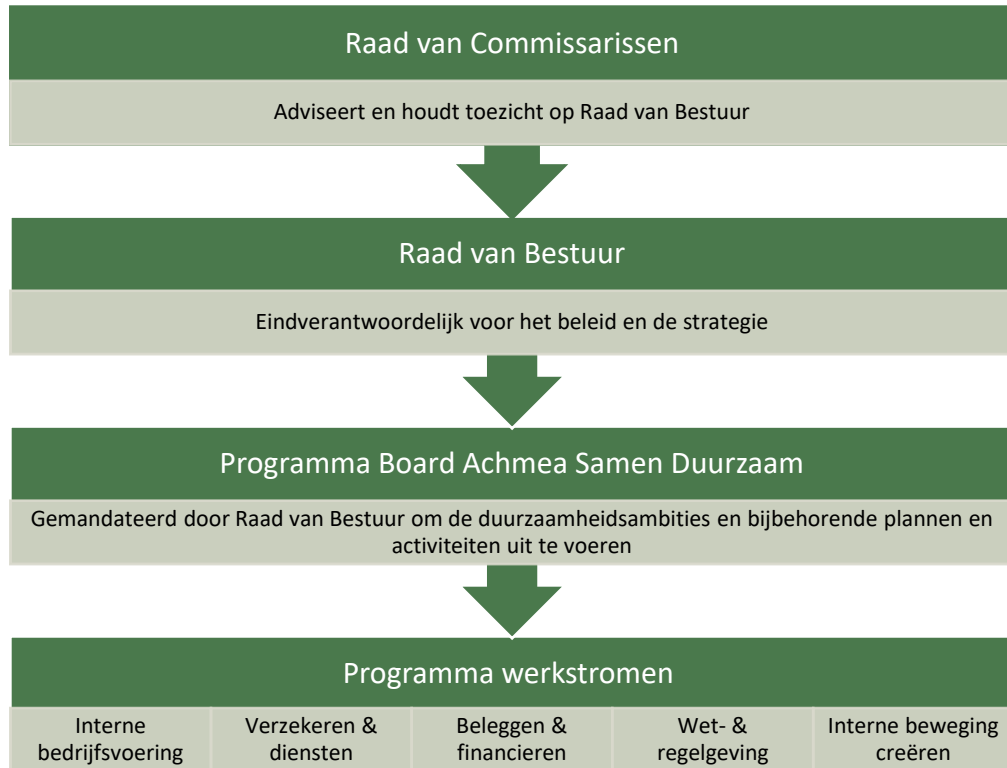 Raad van Commissarissen
Adviseert en houdt toezicht op Raad van Bestuur
Raad van Bestuur
Eindverantwoordelijk voor het beleid en de strategie
Programma Board Achmea Samen Duurzaam
Gemandateerd door Raad van Bestuur om de duurzaamheidsambities en bijbehorende plannen en
activiteiten uit te voeren
Programma werkstromen
Interne
bedrijfsvoering
Verzekeren &
diensten
Beleggen &
financieren
Wet- &
regelgeving
Interne beweging
creëren